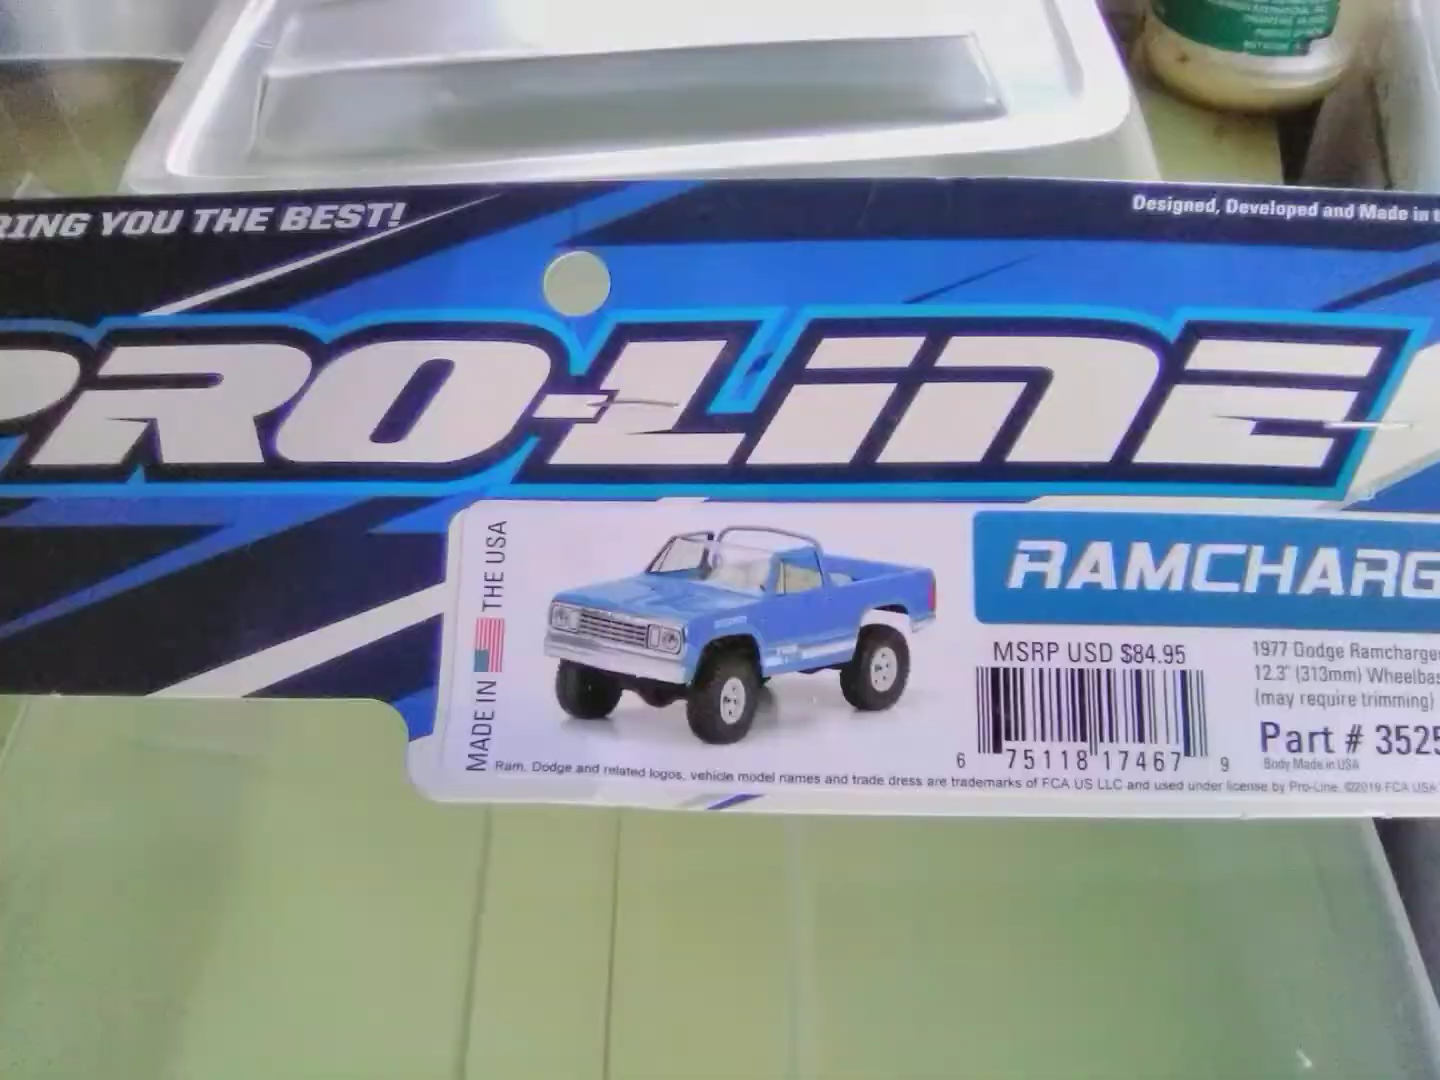 RING YOU THE BEST!
Designed, Developed and Made in t
PRO-LINE
MADE IN THE USA
RAMCHARG
MSRP USD $84.95
1977 Dodge Ramcharge
12.3" (313mm) Wheelbas
(may require trimming)
Part # 3525
Body Made in USA
6 75118 17467 9
Ram, Dodge and related logos, vehicle model names and trade dress are trademarks of FCA US LLC and used under license by Pro-Line. ©2019 FCA USA